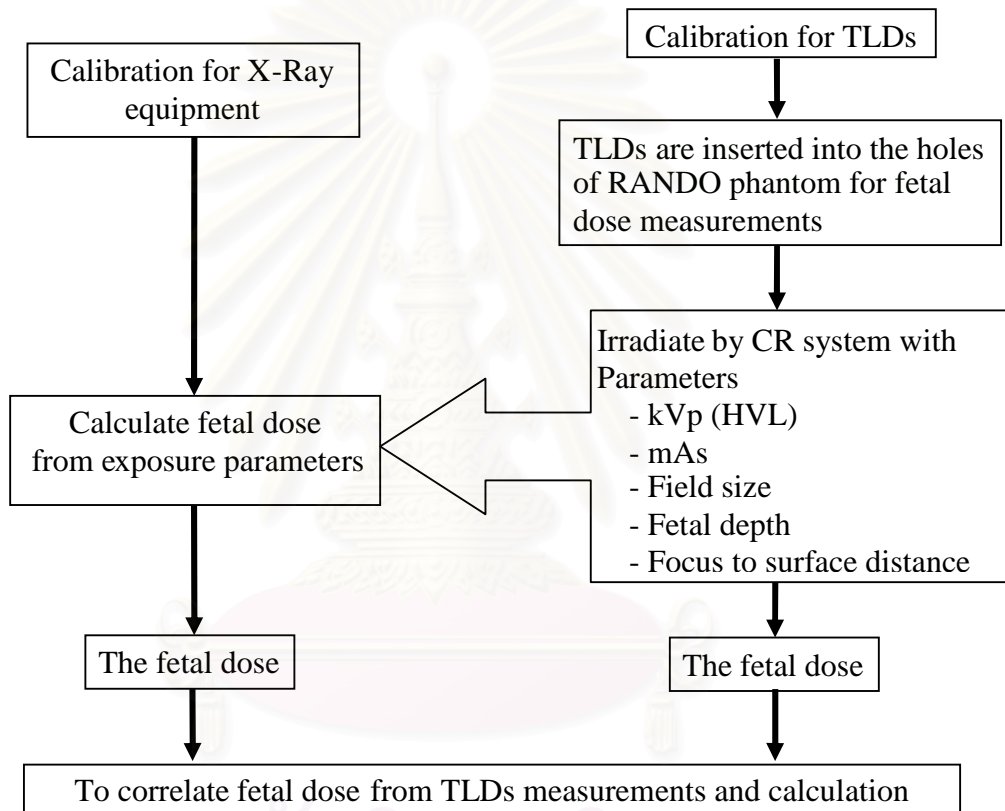 Calibration for X-Ray
equipment
Calculate fetal dose
from exposure parameters
The fetal dose
Calibration for TLDs
TLDs are inserted into the holes
of RANDO phantom for fetal
dose measurements
Irradiate by CR system with
Parameters
- kVp (HVL)
- mAs
- Field size
- Fetal depth
- Focus to surface distance
The fetal dose
To correlate fetal dose from TLDs measurements and calculation